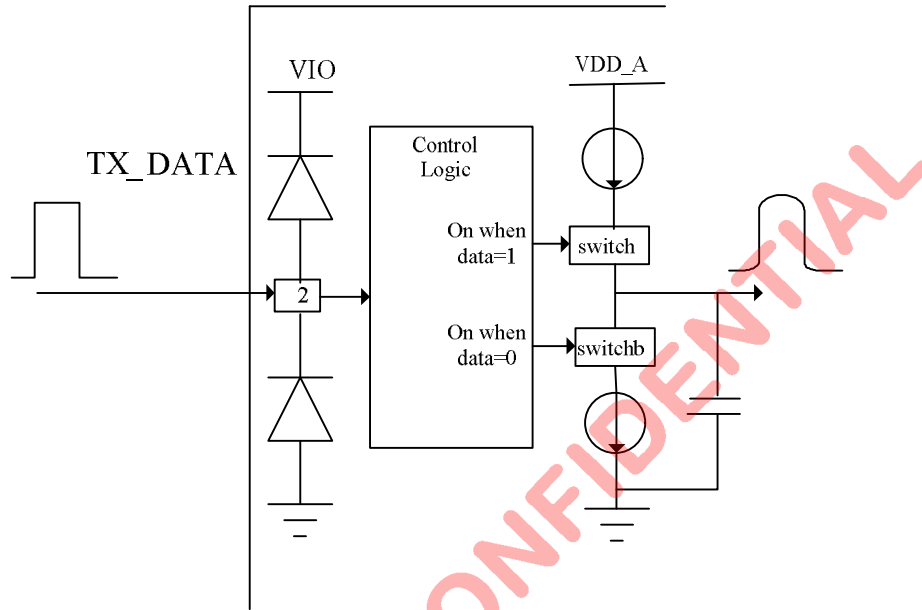 VIO
VDD_A
TX_DATA
Control
Logic
On when
data=1
switch
2
On when
data=0
switchb
CONFIDENTIAL